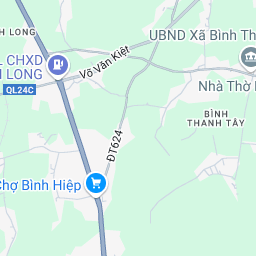 H LONG
UBND Xã Bình Th
Võ Văn Kiệt
L CHXD
H LONG
QL24C
Nhà Thờ
BÌNH
THANH TÂY
ĐT624
Chợ Bình Hiệp